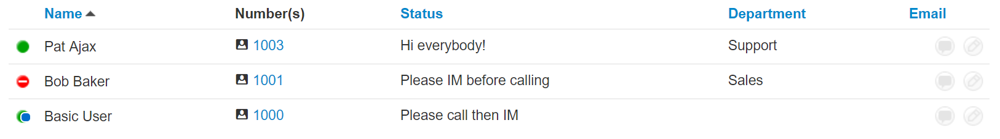 Name Number(s) Status Department Email
Pat Ajax 1003 Hi everybody! Support
Bob Baker 1001 Please IM before calling Sales
Basic User 1000 Please call then IM